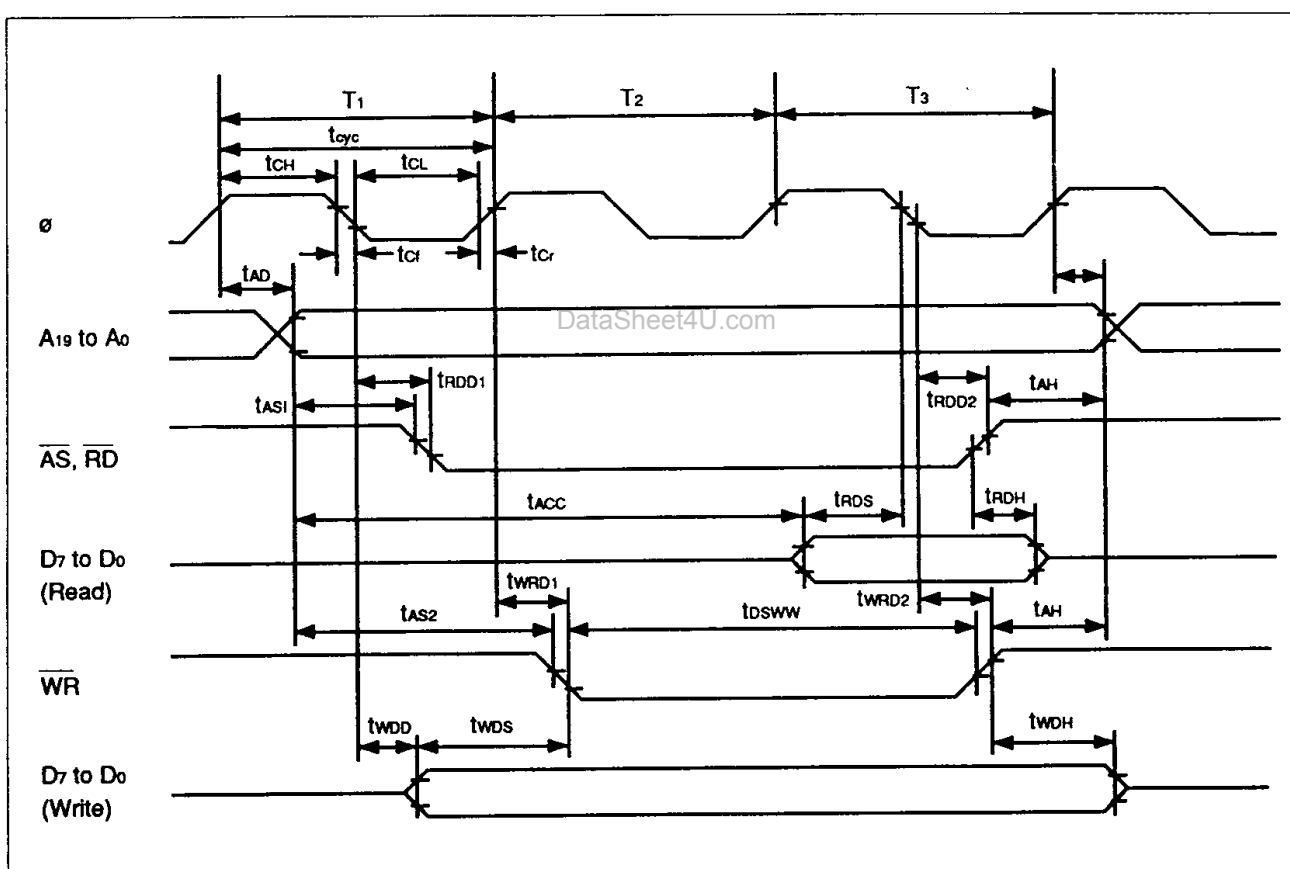 T1 T2 T3
tcyc
tCH tCL
ø
tCf tCr
tAD
A19 to A0
DataSheet4U.com
tRDD1 tRDD2 tAH
tASI
AS, RD
tACC tRDS tRDH
D7 to D0
(Read)
tWRD1 tWRD2
tAS2 tDSWW tAH
WR
tWDD tWDS tWDH
D7 to D0
(Write)